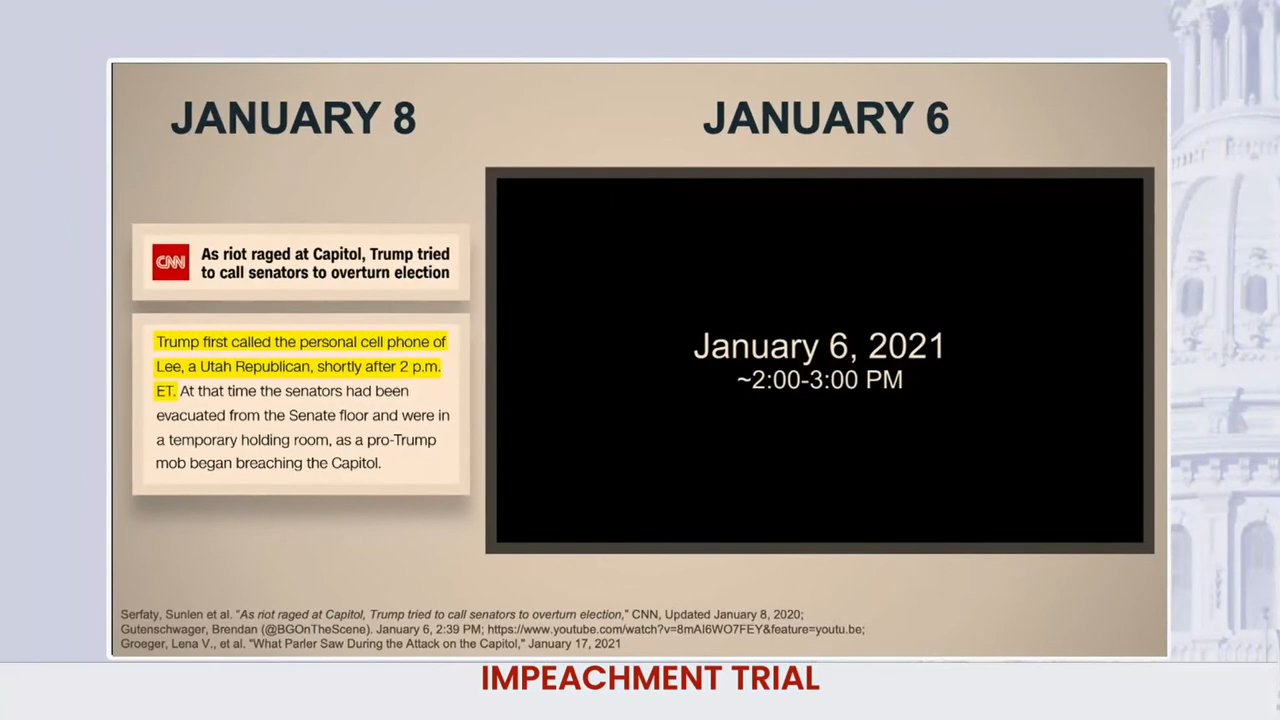 JANUARY 8
JANUARY 6
CNN
As riot raged at Capitol, Trump tried
to call senators to overturn election
Trump first called the personal cell phone of
Lee, a Utah Republican, shortly after 2 p.m.
ET. At that time the senators had been
evacuated from the Senate floor and were in
a temporary holding room, as a pro-Trump
mob began breaching the Capitol.
January 6, 2021
~2:00-3:00 PM
Serfaty, Sunlen et al. "As riot raged at Capitol, Trump tried to call senators to overturn election," CNN, Updated January 8, 2020;
Gutenschwager, Brendan (@BGOnTheScene). January 6, 2:39 PM; https://www.youtube.com/watch?v=8mAI6WO7FEY&feature=youtu.be;
Groeger, Lena V., et al. "What Parler Saw During the Attack on the Capitol," January 17, 2021
IMPEACHMENT TRIAL